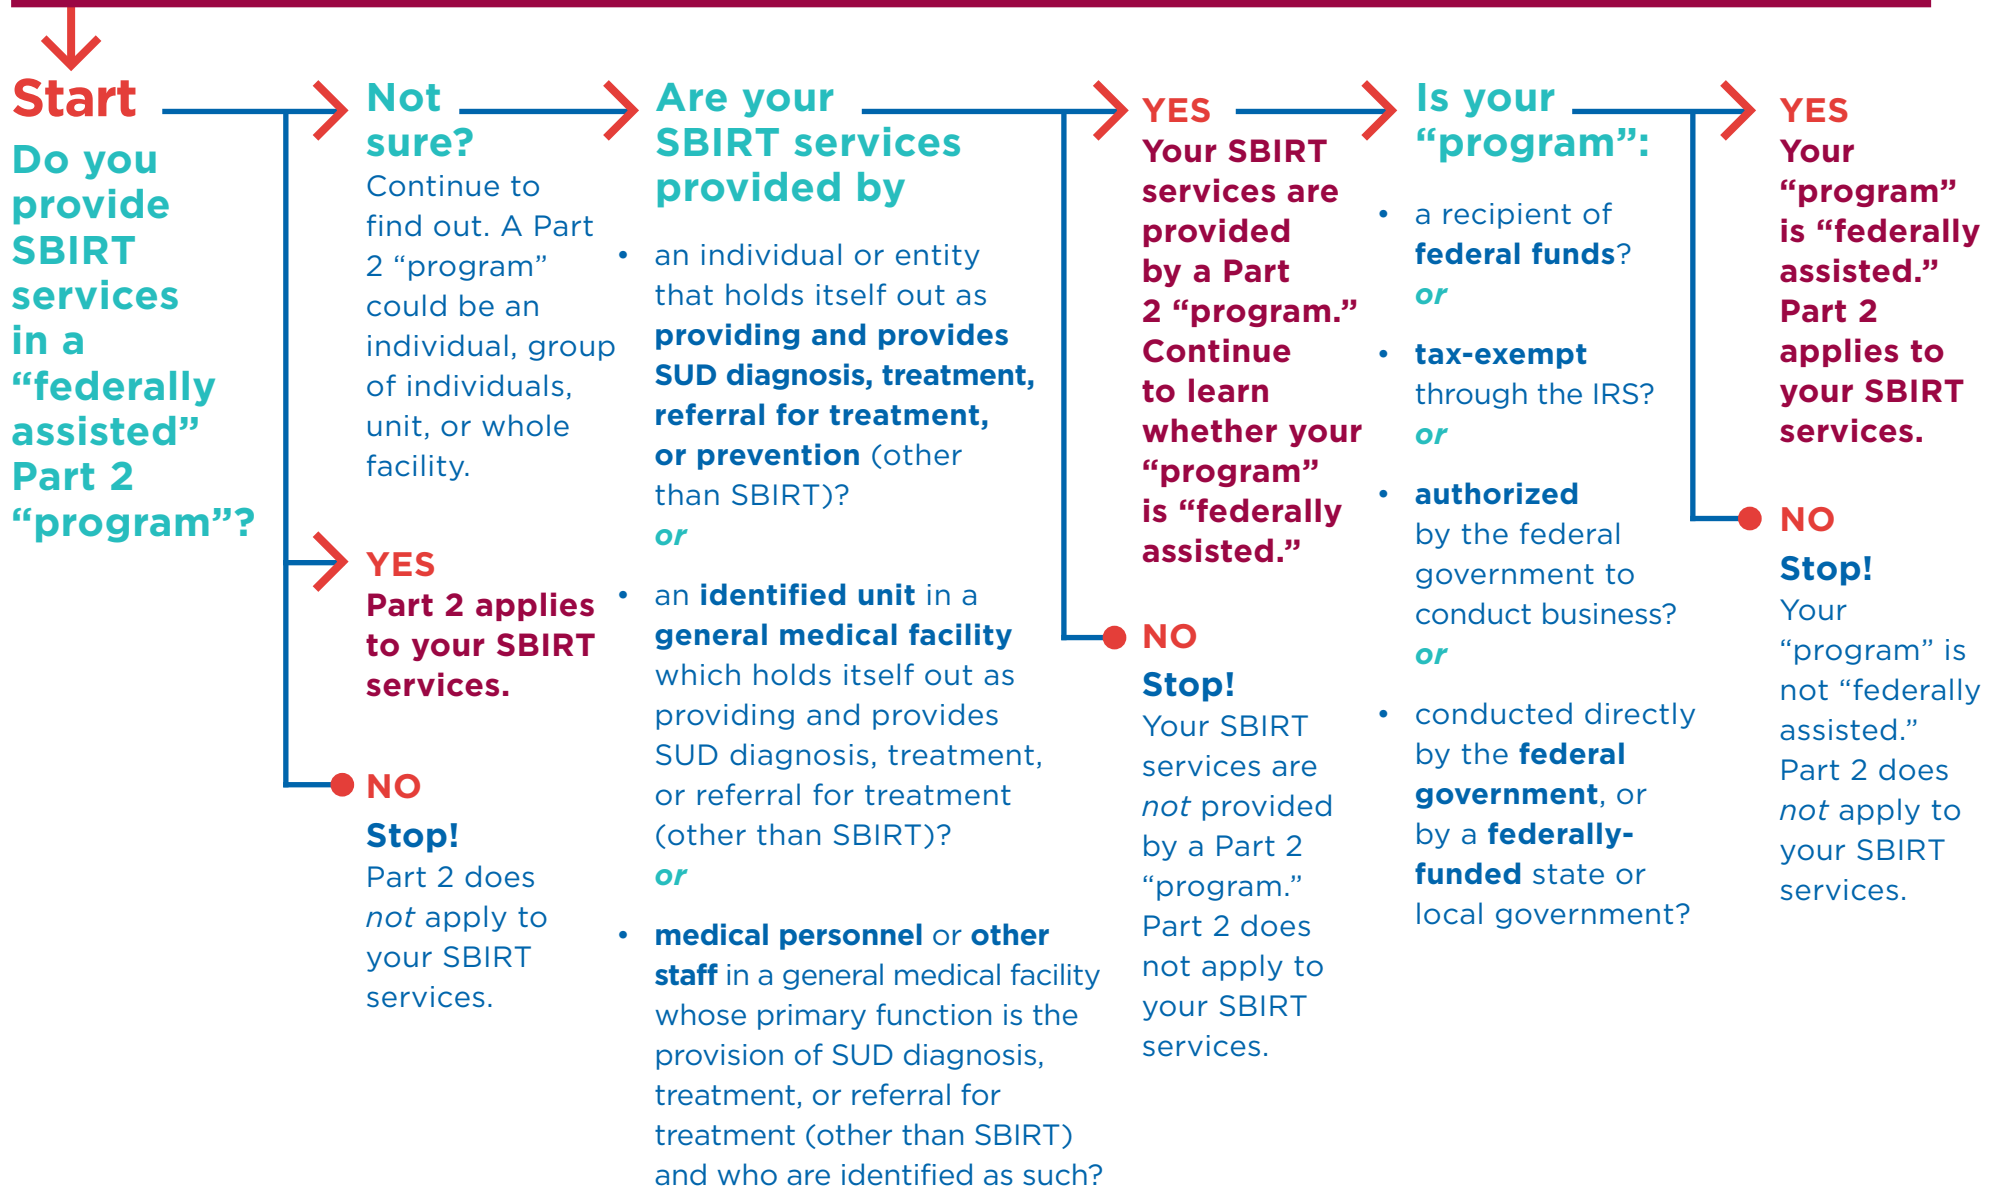 Start
Do you
provide
SBIRT
services
in a
“federally
assisted”
Part 2
“program”?
Not
sure?
Continue to
find out. A Part
2 “program”
could be an
individual, group
of individuals,
unit, or whole
facility.
YES
Part 2 applies
to your SBIRT
services.
NO
Stop!
Part 2 does
not apply to
your SBIRT
services.
Are your
SBIRT services
provided by
• an individual or entity
that holds itself out as
providing and provides
SUD diagnosis, treatment,
referral for treatment,
or prevention (other
than SBIRT)?
or
• an identified unit in a
general medical facility
which holds itself out as
providing and provides
SUD diagnosis, treatment,
or referral for treatment
(other than SBIRT)?
or
• medical personnel or other
staff in a general medical facility
whose primary function is the
provision of SUD diagnosis,
treatment, or referral for
treatment (other than SBIRT)
and who are identified as such?
YES
Your SBIRT
services are
provided
by a Part
2 “program.”
Continue
to learn
whether your
“program”
is “federally
assisted.”
NO
Stop!
Your SBIRT
services are
not provided
by a Part 2
“program.”
Part 2 does
not apply to
your SBIRT
services.
Is your
“program”:
• a recipient of
federal funds?
or
• tax-exempt
through the IRS?
or
• authorized
by the federal
government to
conduct business?
or
• conducted directly
by the federal
government, or
by a federally-
funded state or
local government?
YES
Your
“program”
is “federally
assisted.”
Part 2
applies to
your SBIRT
services.
NO
Stop!
Your
“program” is
not “federally
assisted.”
Part 2 does
not apply to
your SBIRT
services.